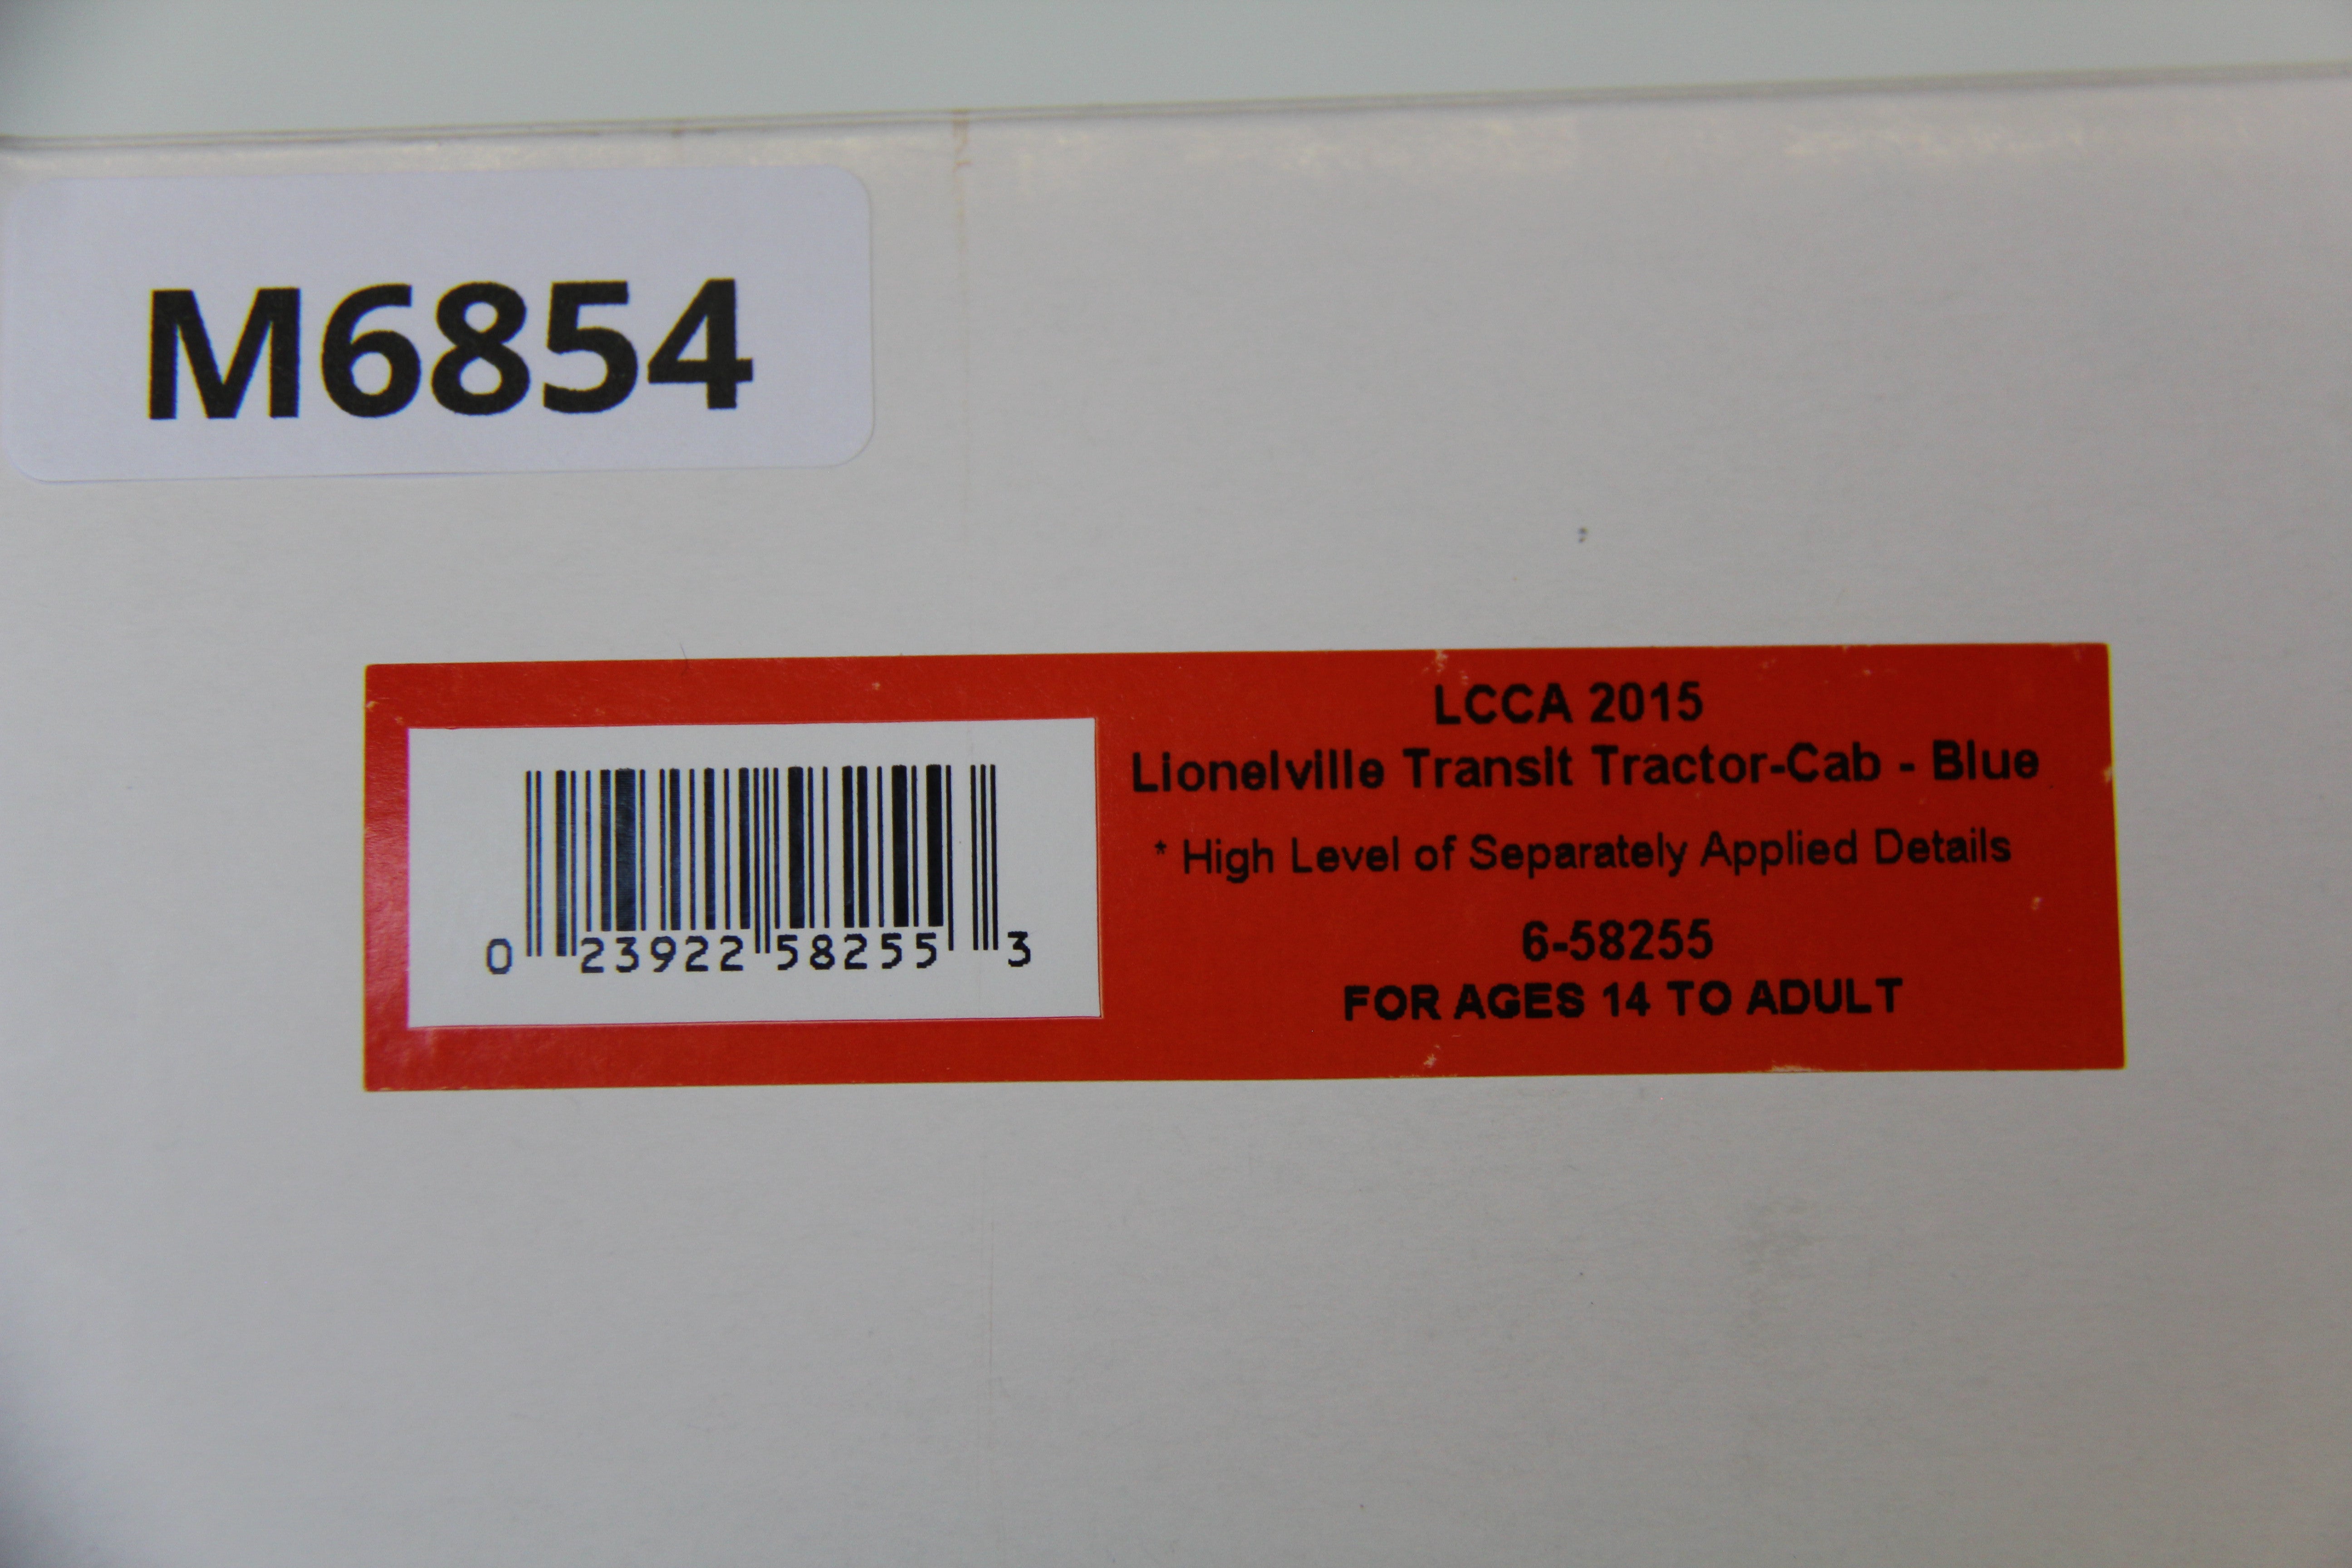 M6854
LCCA 2015
Lionelville Transit Tractor-Cab - Blue
* High Level of Separately Applied Details
6-58255
FOR AGES 14 TO ADULT
0 23922 58255 3